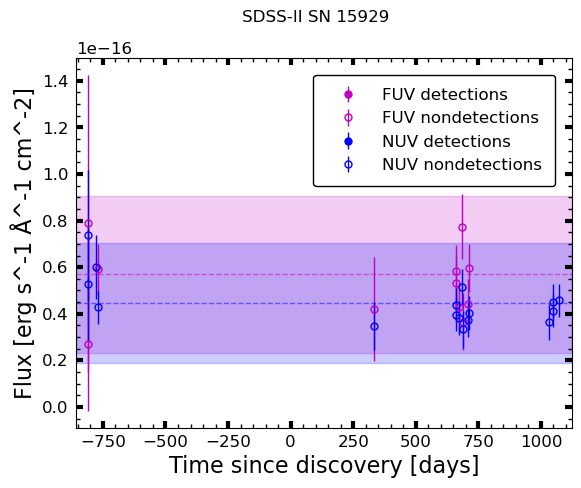 SDSS-II SN 15929
1e−16
FUV detections
FUV nondetections
NUV detections
NUV nondetections
1.4
1.2
1.0
0.8
0.6
0.4
0.2
0.0
Flux [erg s^-1 Å^-1 cm^-2]
−750 −500 −250 0 250 500 750 1000
Time since discovery [days]